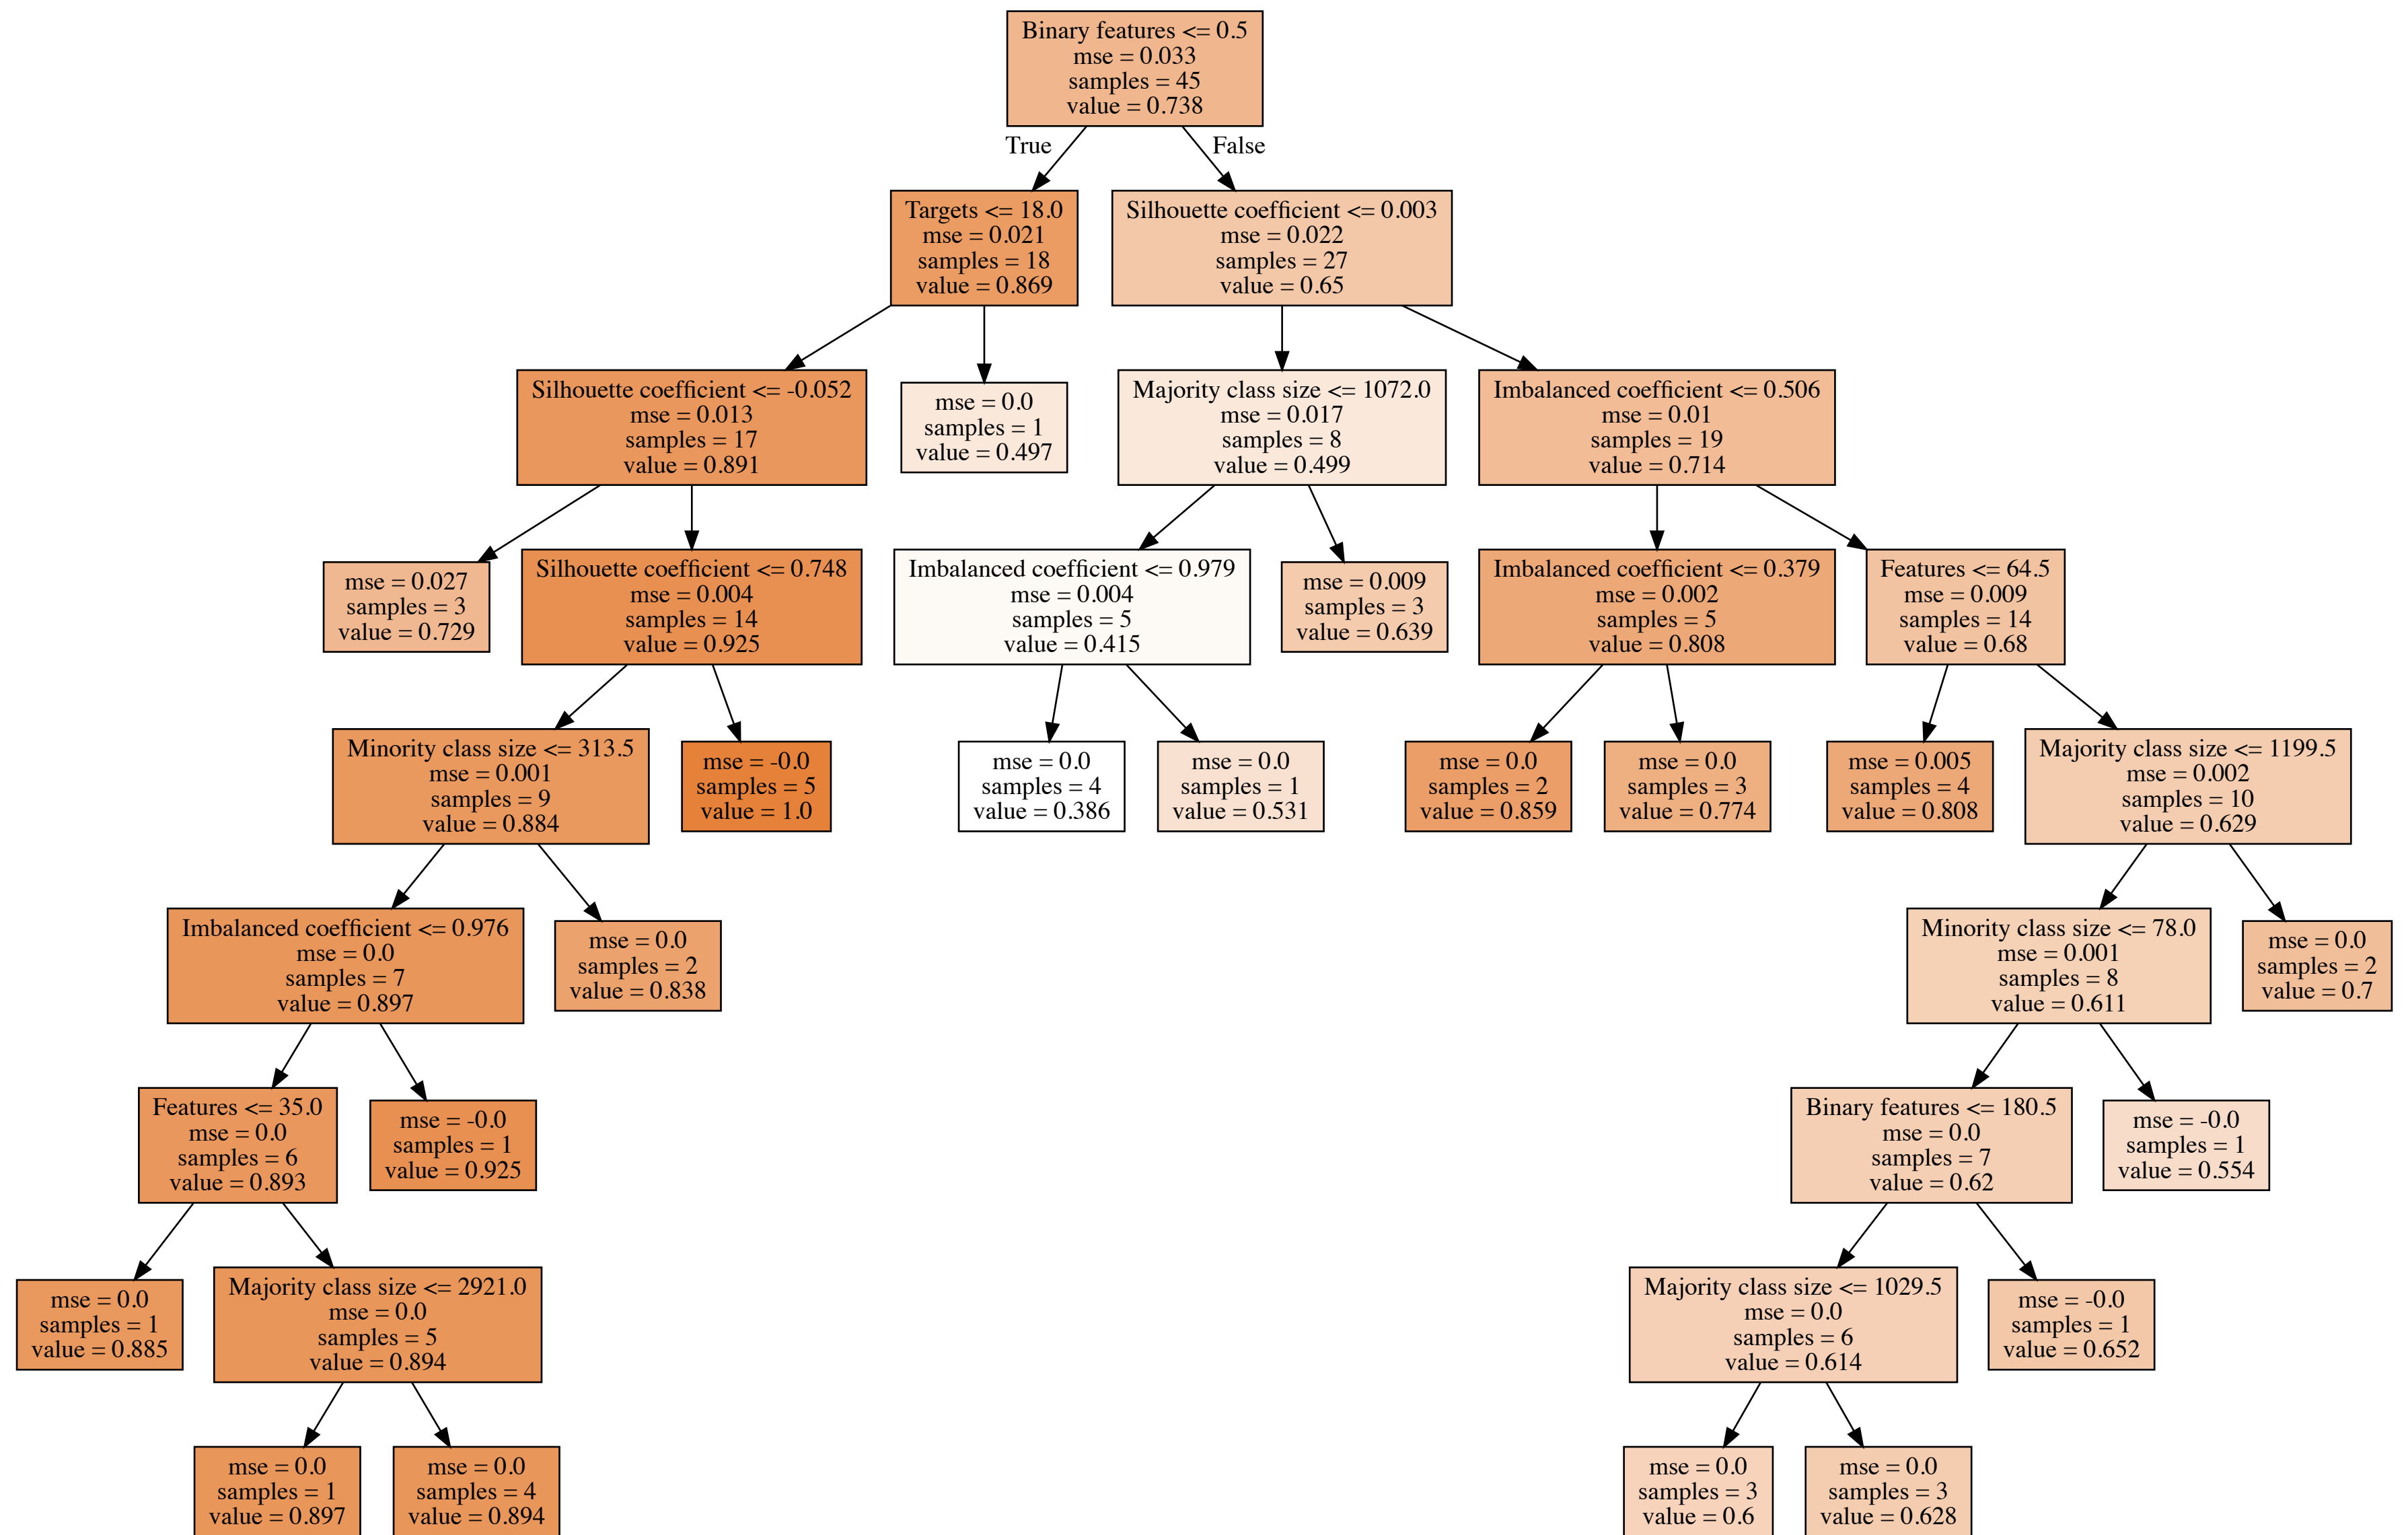 Binary features <= 0.5
mse = 0.033
samples = 45
value = 0.738
True
False
Targets <= 18.0
mse = 0.021
samples = 18
value = 0.869
Silhouette coefficient <= 0.003
mse = 0.022
samples = 27
value = 0.65
Silhouette coefficient <= -0.052
mse = 0.013
samples = 17
value = 0.891
mse = 0.0
samples = 1
value = 0.497
Majority class size <= 1072.0
mse = 0.017
samples = 8
value = 0.499
Imbalanced coefficient <= 0.506
mse = 0.01
samples = 19
value = 0.714
mse = 0.027
samples = 3
value = 0.729
Silhouette coefficient <= 0.748
mse = 0.004
samples = 14
value = 0.925
Imbalanced coefficient <= 0.979
mse = 0.004
samples = 5
value = 0.415
mse = 0.009
samples = 3
value = 0.639
Imbalanced coefficient <= 0.379
mse = 0.002
samples = 5
value = 0.808
Features <= 64.5
mse = 0.009
samples = 14
value = 0.68
Minority class size <= 313.5
mse = 0.001
samples = 9
value = 0.884
mse = -0.0
samples = 5
value = 1.0
mse = 0.0
samples = 4
value = 0.386
mse = 0.0
samples = 1
value = 0.531
mse = 0.0
samples = 2
value = 0.859
mse = 0.0
samples = 3
value = 0.774
mse = 0.005
samples = 4
value = 0.808
Majority class size <= 1199.5
mse = 0.002
samples = 10
value = 0.629
Imbalanced coefficient <= 0.976
mse = 0.0
samples = 7
value = 0.897
mse = 0.0
samples = 2
value = 0.838
Minority class size <= 78.0
mse = 0.001
samples = 8
value = 0.611
mse = 0.0
samples = 2
value = 0.7
Features <= 35.0
mse = 0.0
samples = 6
value = 0.893
mse = -0.0
samples = 1
value = 0.925
Binary features <= 180.5
mse = 0.0
samples = 7
value = 0.62
mse = -0.0
samples = 1
value = 0.554
mse = 0.0
samples = 1
value = 0.885
Majority class size <= 2921.0
mse = 0.0
samples = 5
value = 0.894
Majority class size <= 1029.5
mse = 0.0
samples = 6
value = 0.614
mse = -0.0
samples = 1
value = 0.652
mse = 0.0
samples = 1
value = 0.897
mse = 0.0
samples = 4
value = 0.894
mse = 0.0
samples = 3
value = 0.6
mse = 0.0
samples = 3
value = 0.628